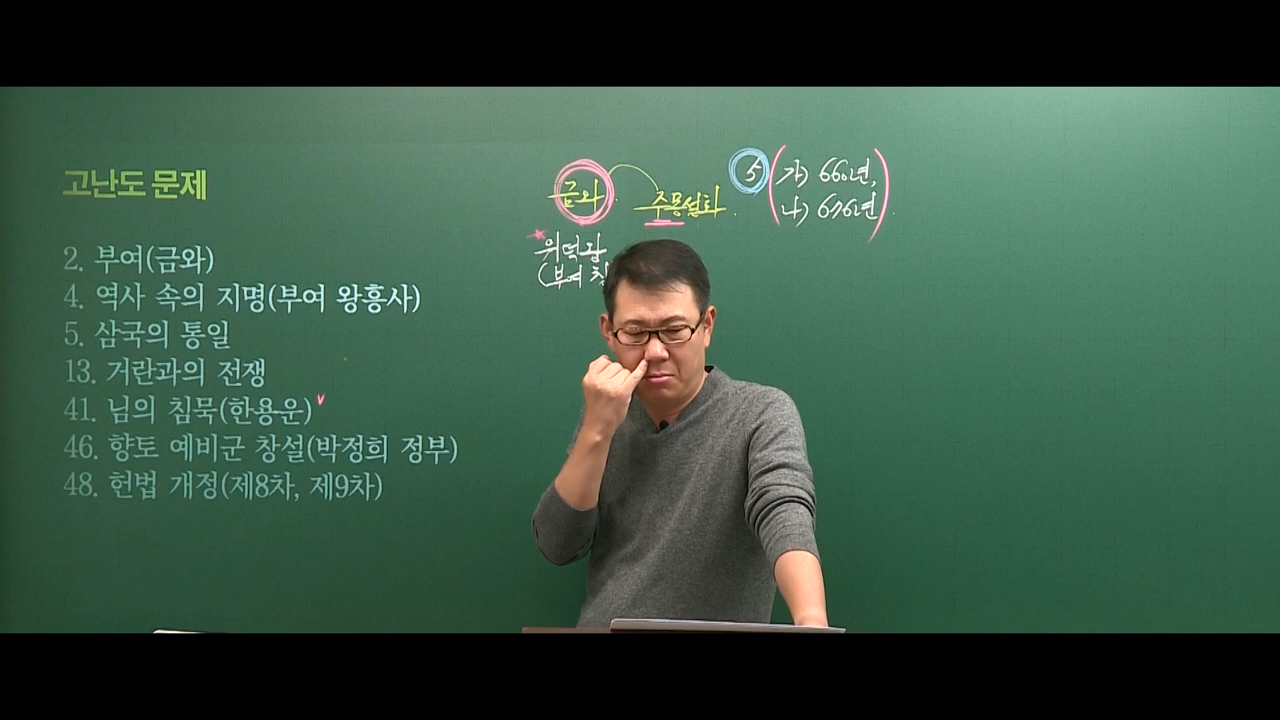 고난도 문제
2. 부여(금와)
4. 역사 속의 지명(부여 왕흥사)
5. 삼국의 통일
13. 거란과의 전쟁
41. 님의 침묵(한용운) v
46. 향토 예비군 창설(박정희 정부)
48. 헌법 개정(제8차, 제9차)
금와. 주몽설화.
위덕왕
(부여
5 (가) 660년,
나) 676년)